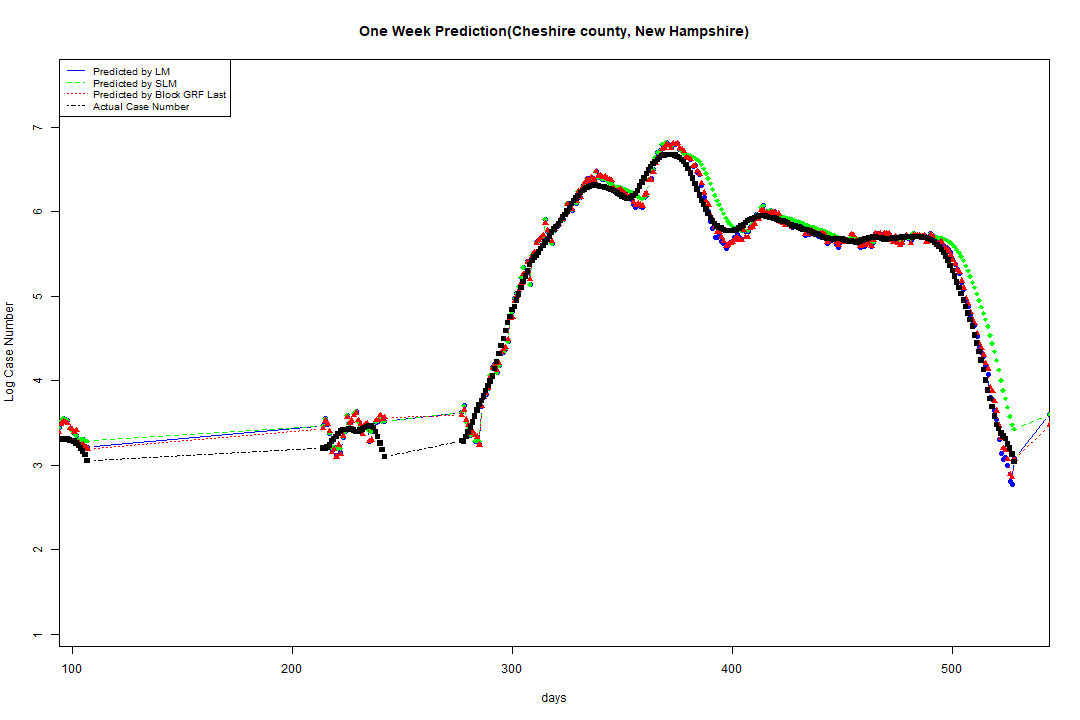 One Week Prediction(Cheshire county, New Hampshire)
Predicted by LM
Predicted by SLM
Predicted by Block GRF Last
Actual Case Number
7
6
5
4
3
2
1
Log Case Number
100 200 300 400 500
days